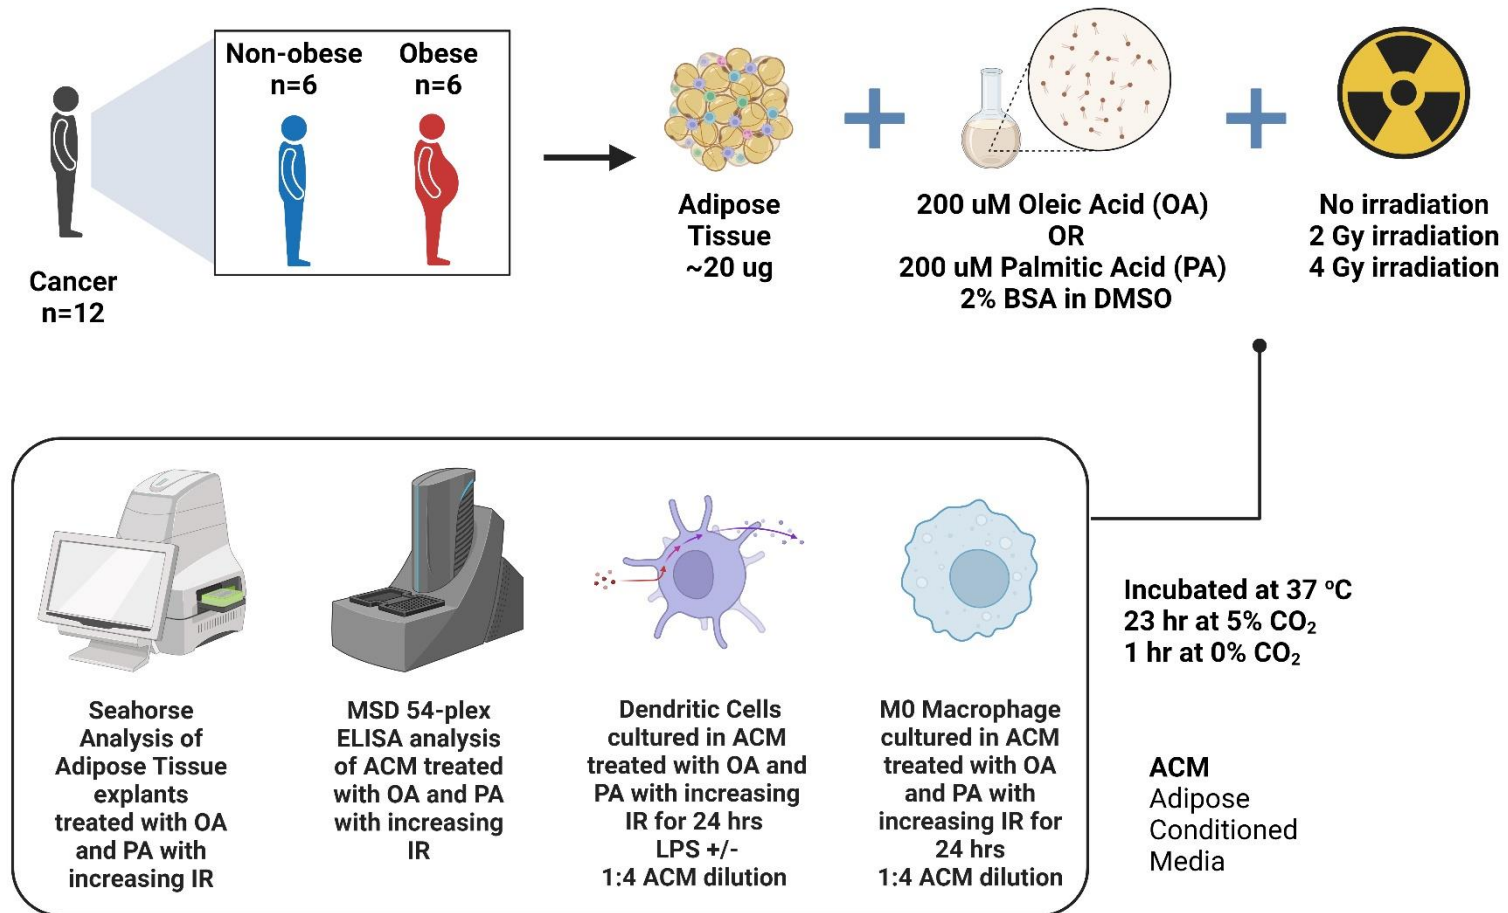 Non-obese
n=6
Obese
n=6
Cancer
n=12
Adipose
Tissue
~20 ug
200 uM Oleic Acid (OA)
OR
200 uM Palmitic Acid (PA)
2% BSA in DMSO
No irradiation
2 Gy irradiation
4 Gy irradiation
Seahorse
Analysis of
Adipose Tissue
explants
treated with OA
and PA with
increasing IR
MSD 54-plex
ELISA analysis
of ACM treated
with OA and PA
with increasing
IR
Dendritic Cells
cultured in ACM
treated with OA and
PA with increasing
IR for 24 hrs
LPS +/-
1:4 ACM dilution
M0 Macrophage
cultured in ACM
treated with OA
and PA with
increasing IR for
24 hrs
1:4 ACM dilution
Incubated at 37 ºC
23 hr at 5% CO₂
1 hr at 0% CO₂
ACM
Adipose
Conditioned
Media